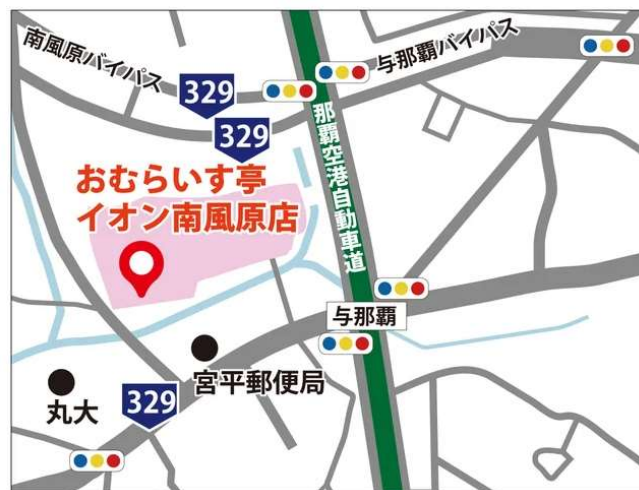 南風原バイパス
与那覇バイパス
329
329
おむらいす亭
イオン南風原店
那覇空港自動車道
与那覇
宮平郵便局
丸大
329